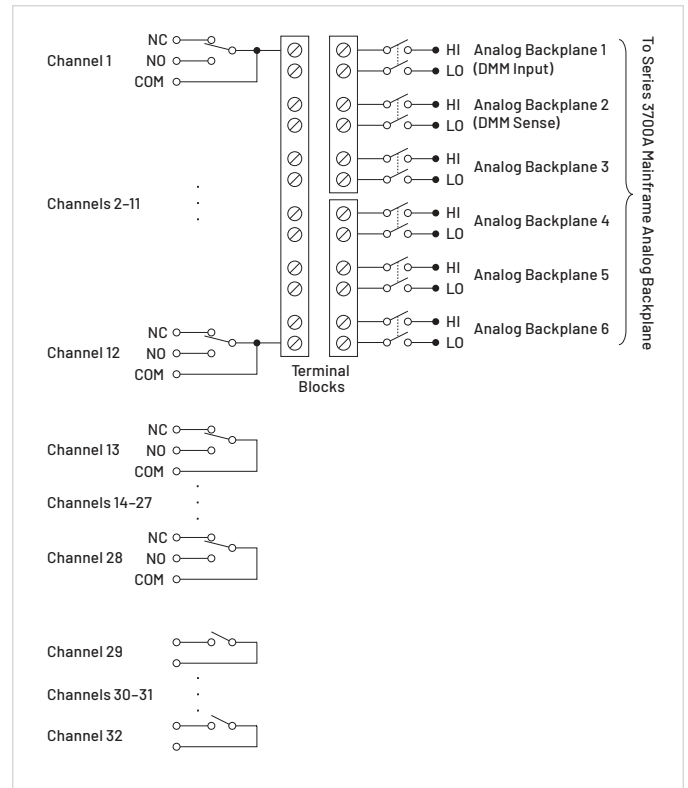 Channel 1
NC
NO
COM
Channels 2–11
Channel 12
NC
NO
COM
Terminal
Blocks
HI
LO
Analog Backplane 1
(DMM Input)
HI
LO
Analog Backplane 2
(DMM Sense)
HI
LO
Analog Backplane 3
HI
LO
Analog Backplane 4
HI
LO
Analog Backplane 5
HI
LO
Analog Backplane 6
To Series 3700A Mainframe Analog Backplane
Channel 13
NC
NO
COM
Channels 14–27
Channel 28
NC
NO
COM
Channel 29
Channels 30–31
Channel 32